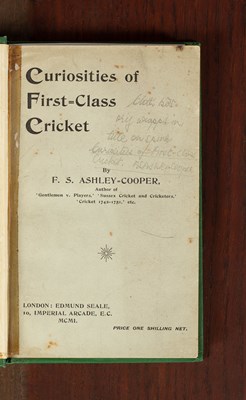 Curiosities of
First-Class
Cricket
By
F. S. ASHLEY-COOPER,
Author of
"Gentlemen v. Players," "Sussex Cricket and Cricketers,"
"Cricket 1742-1751," etc.
LONDON: EDMUND SEALE,
10, IMPERIAL ARCADE, E.C.
MCMI.
PRICE ONE SHILLING NET.